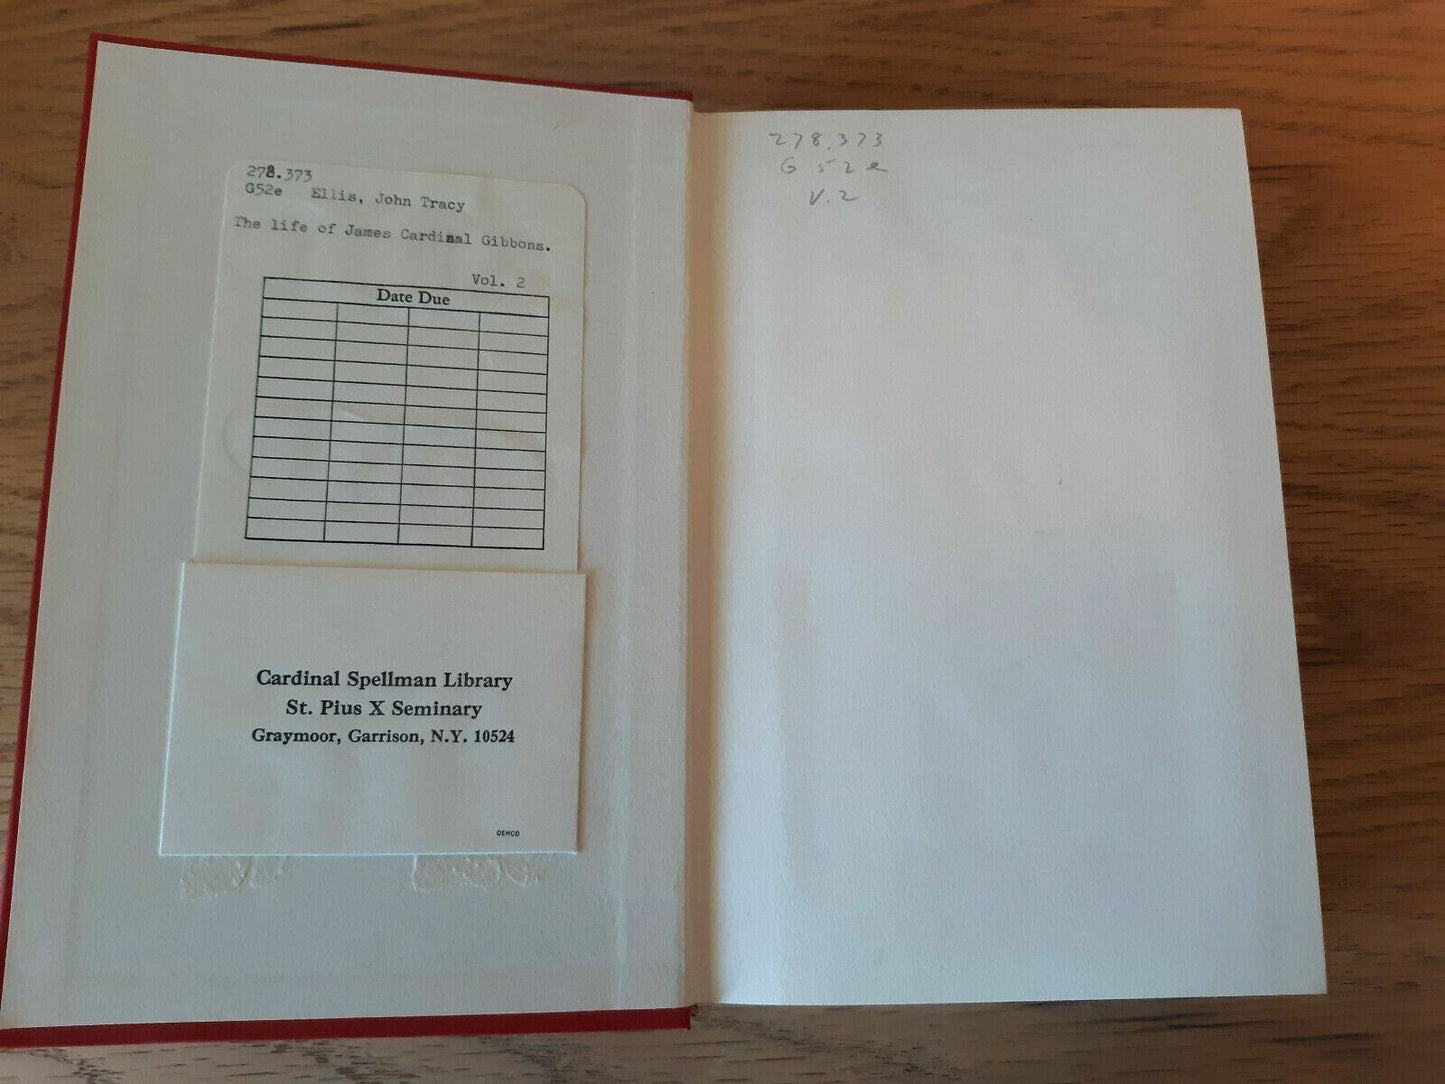 278.373
G52e Ellis, John Tracy
The life of James Cardinal Gibbons.
Vol. 2
Date Due
Cardinal Spellman Library
St. Pius X Seminary
Graymoor, Garrison, N.Y. 10524
DEMCO
278.373
G 52e
V.2